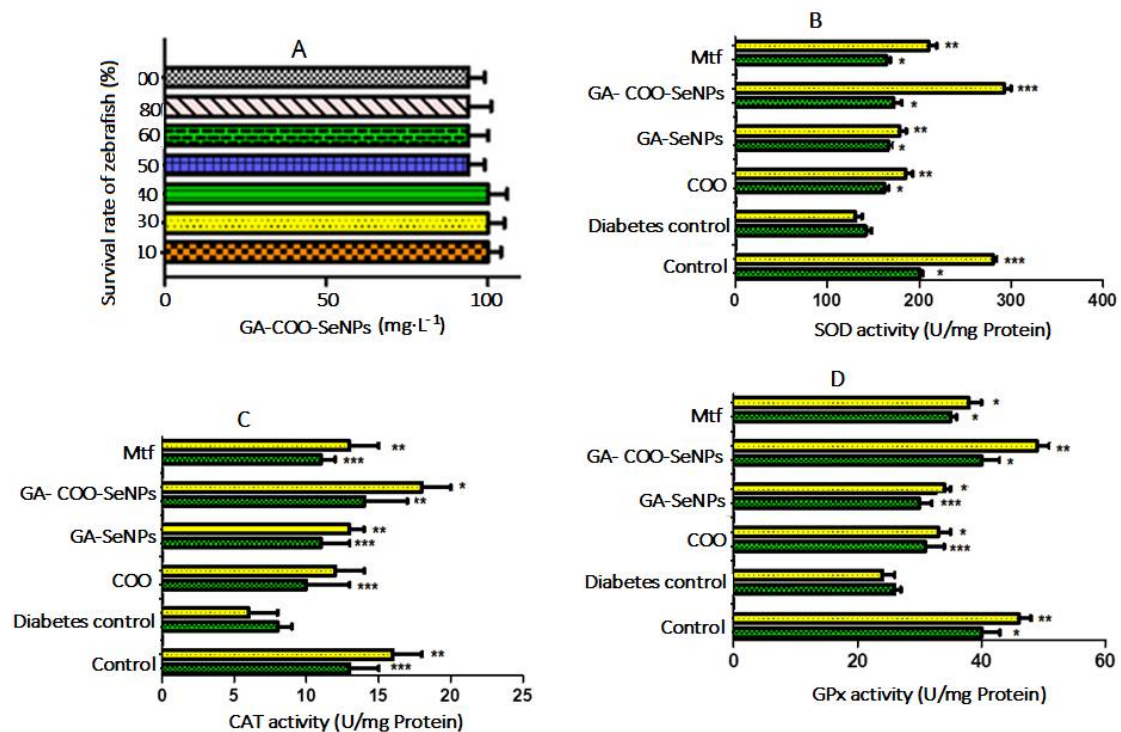 A
Survival rate of zebrafish (%)
00
80
60
50
40
30
10
0 50 100
GA-COO-SeNPs (mg·L⁻¹)
B
Mtf ** *
GA- COO-SeNPs *** *
GA-SeNPs ** *
COO ** *
Diabetes control
Control *** *
0 100 200 300 400
SOD activity (U/mg Protein)
C
Mtf ** ***
GA- COO-SeNPs * **
GA-SeNPs ** ***
COO ***
Diabetes control
Control ** ***
0 5 10 15 20 25
CAT activity (U/mg Protein)
D
Mtf * *
GA- COO-SeNPs ** *
GA-SeNPs * ***
COO * ***
Diabetes control
Control ** *
0 20 40 60
GPx activity (U/mg Protein)